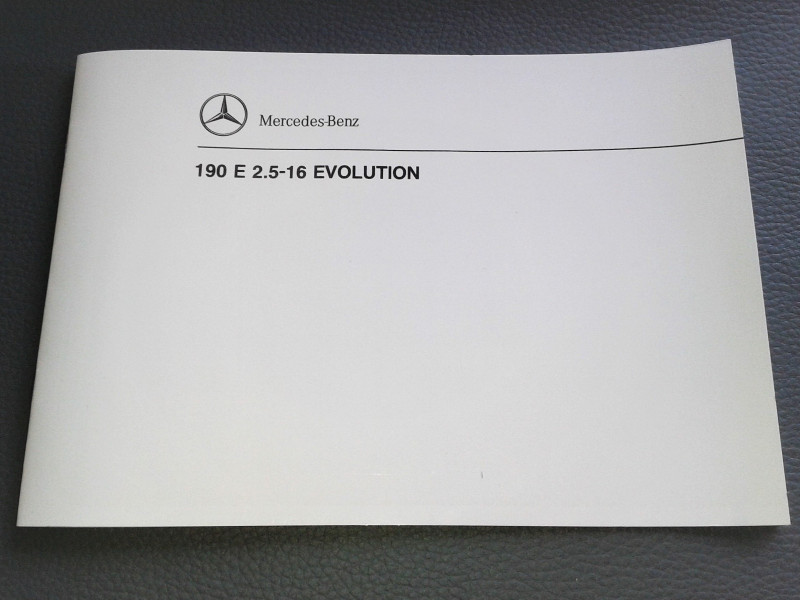 Mercedes-Benz
190 E 2.5-16 EVOLUTION